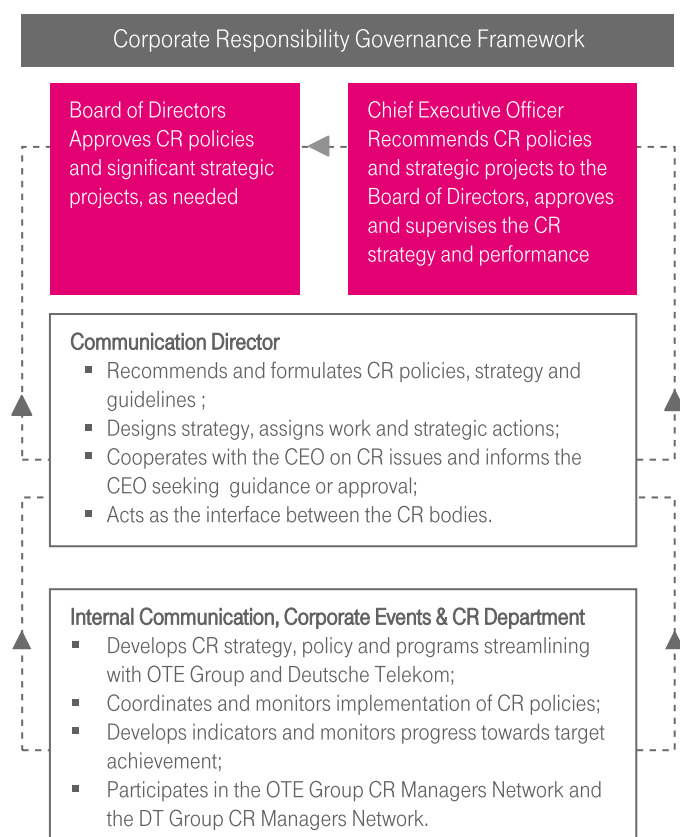 Corporate Responsibility Governance Framework
Board of Directors
Approves CR policies
and significant strategic
projects, as needed
Chief Executive Officer
Recommends CR policies
and strategic projects to the
Board of Directors, approves
and supervises the CR
strategy and performance
Communication Director
▪ Recommends and formulates CR policies, strategy and
guidelines ;
▪ Designs strategy, assigns work and strategic actions;
▪ Cooperates with the CEO on CR issues and informs the
CEO seeking  guidance or approval;
▪ Acts as the interface between the CR bodies.
Internal Communication, Corporate Events & CR Department
▪ Develops CR strategy, policy and programs streamlining
with OTE Group and Deutsche Telekom;
▪ Coordinates and monitors implementation of CR policies;
▪ Develops indicators and monitors progress towards target
achievement;
▪ Participates in the OTE Group CR Managers Network and
the DT Group CR Managers Network.